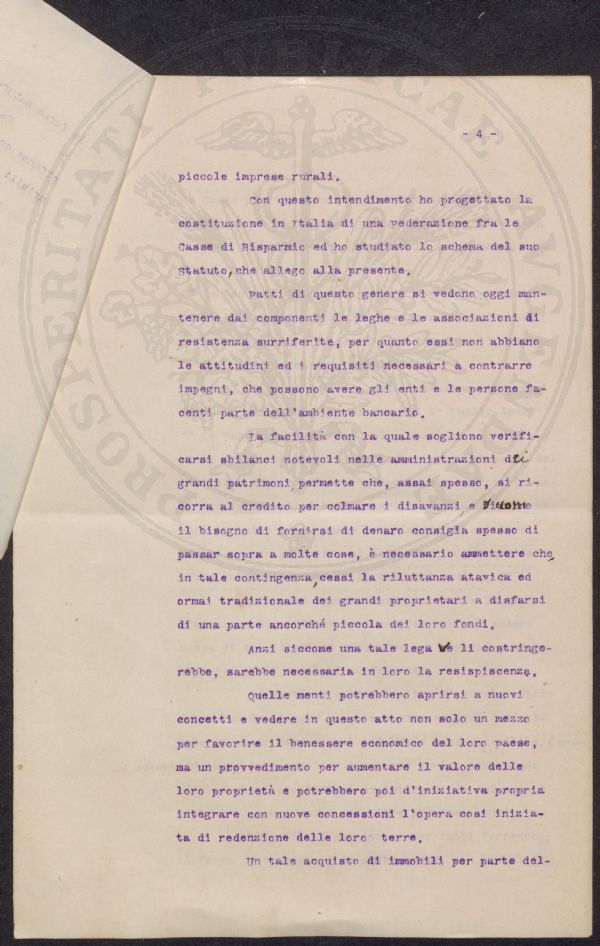 - 4 -
piccole imprese rurali.
Con questo intendimento ho progettato la
costituzione in Italia di una Federazione fra le
Casse di Risparmio ed ho studiato lo schema del suo
Statuto, che allego alla presente.
Patti di questo genere si vedono oggi man-
tenere dai componenti le leghe e le associazioni di
resistenza surriferite, per quanto essi non abbiano
le attitudini ed i requisiti necessari a contrarre
impegni, che possono avere gli enti e le persone fa-
centi parte dell'ambiente bancario.
La facilità con la quale sogliono verifi-
carsi sbilanci notevoli nelle amministrazioni dei
grandi patrimoni, permette che, assai spesso, si ri-
corra al credito per colmare i disavanzi, e siccome
il bisogno di fornirsi di denaro consiglia spesso di
passar sopra a molte cose, è necessario ammettere che,
in tale contingenza, cessi la riluttanza atavica ed
ormai tradizionale dei grandi proprietari a disfarsi
di una parte ancorché piccola dei loro fondi.
Anzi siccome una tale lega ve li costringe-
rebbe, sarebbe necessaria in loro la resispiscenza.
Quelle menti potrebbero aprirsi a nuovi
concetti e vedere in questo atto non solo un mezzo
per favorire il benessere economico del loro paese,
ma un provvedimento per aumentare il valore delle
loro proprietà e potrebbero poi d'iniziativa propria
integrare con nuove concessioni l'opera così inizia-
ta di redenzione delle loro terre.
Un tale acquisto di immobili per parte del-
PROSPERITATI PVBLICAE AVGE